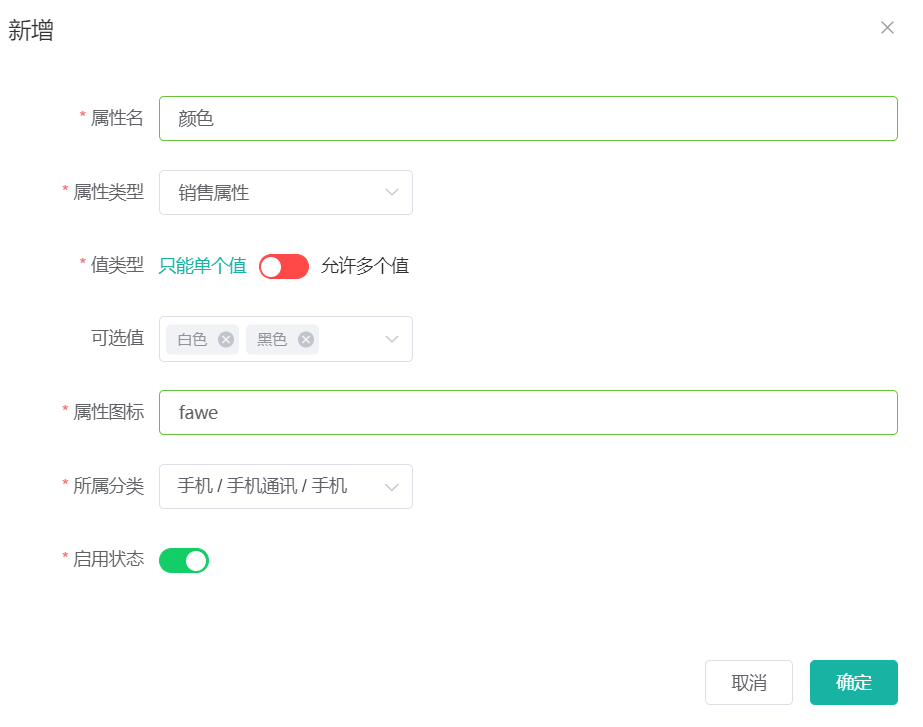 新增
* 属性名 颜色
* 属性类型 销售属性
* 值类型 只能单个值 允许多个值
可选值 白色 黑色
* 属性图标 fawe
* 所属分类 手机 / 手机通讯 / 手机
* 启用状态
取消 确定